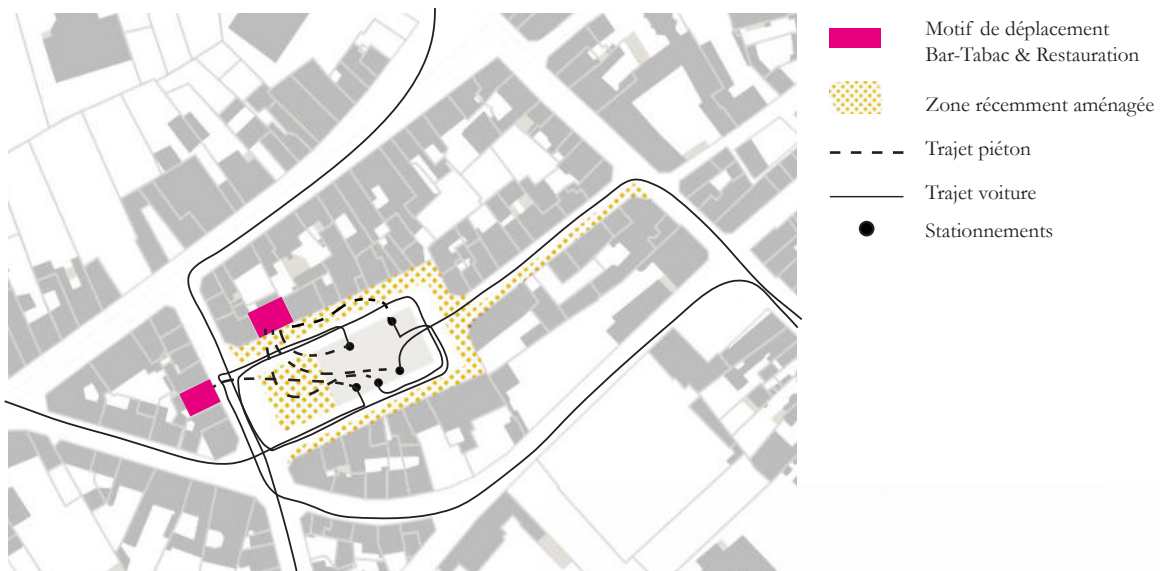 Motif de déplacement
Bar-Tabac & Restauration
Zone récemment aménagée
Trajet piéton
Trajet voiture
Stationnements